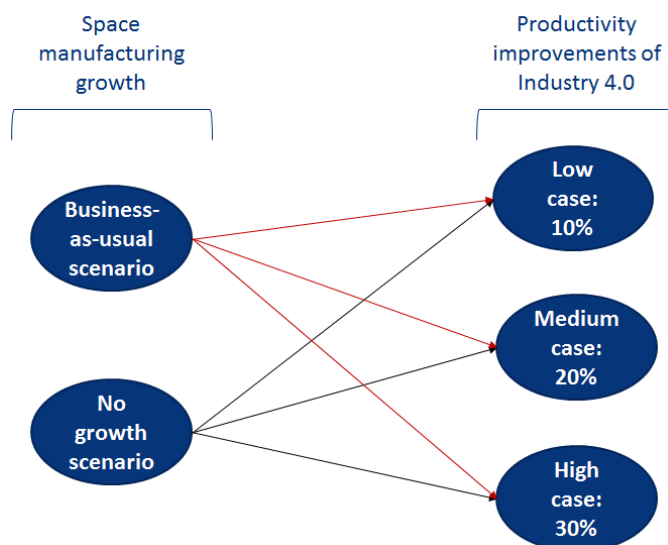 Space
manufacturing
growth
Productivity
improvements of
Industry 4.0
Business-
as-usual
scenario
No
growth
scenario
Low
case:
10%
Medium
case:
20%
High
case:
30%